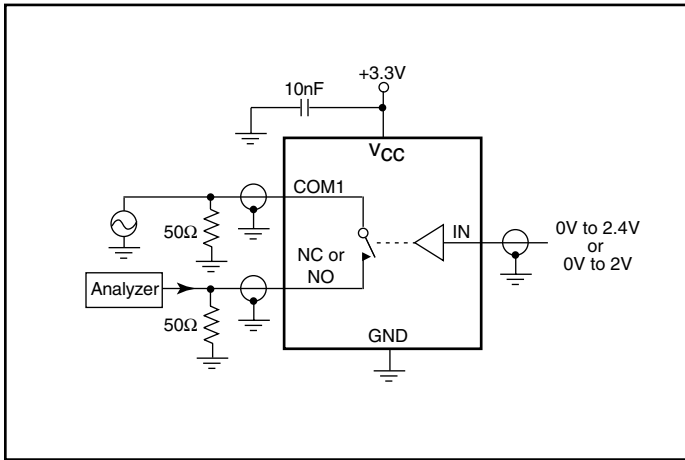 +3.3V
10nF
VCC
COM1
50Ω
IN
0V to 2.4V
or
0V to 2V
NC or
NO
Analyzer
50Ω
GND